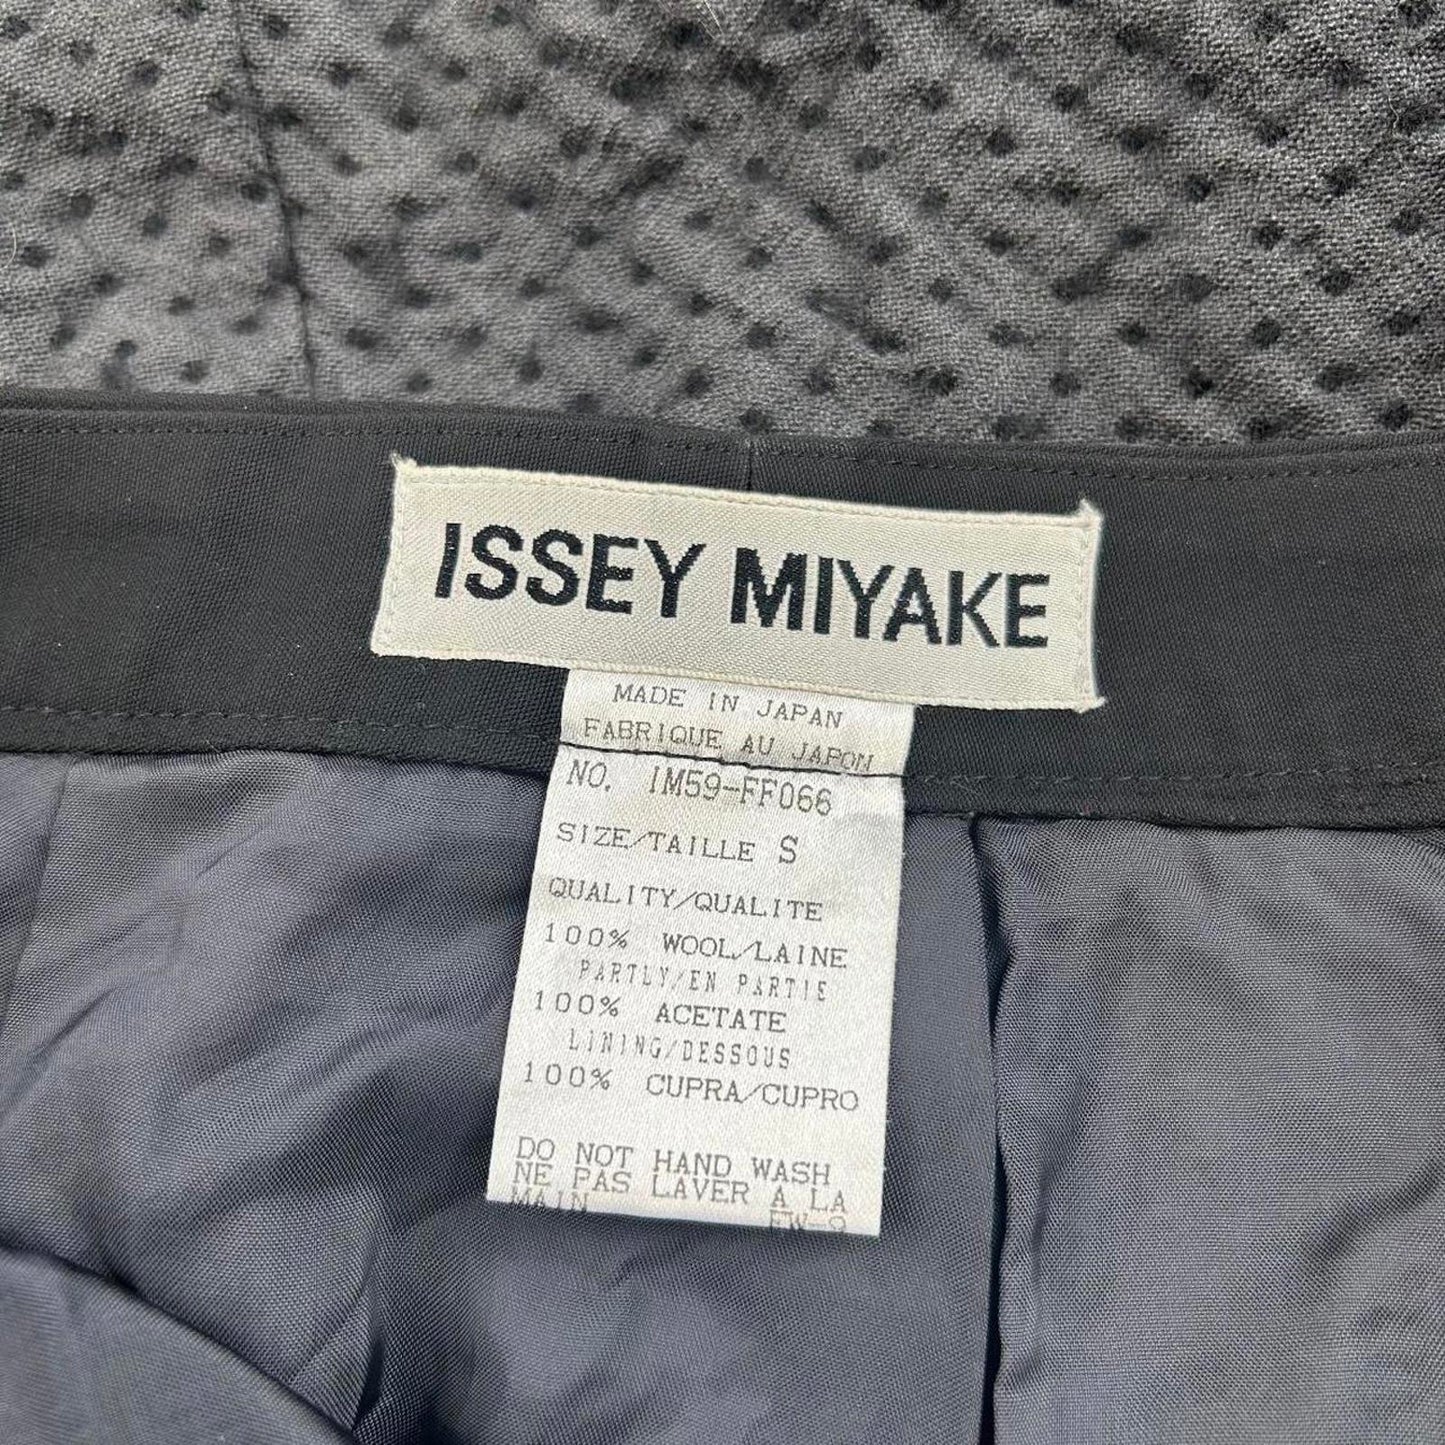 ISSEY MIYAKE
MADE IN JAPAN
FABRIQUE AU JAPON
NO. IM59-FF066
SIZE/TAILLE S
QUALITY/QUALITE
100% WOOL/LAINE
PARTLY/EN PARTIE
100% ACETATE
LINING/DESSOUS
100% CUPRA/CUPRO
DO NOT HAND WASH
NE PAS LAVER A LA
MAIN